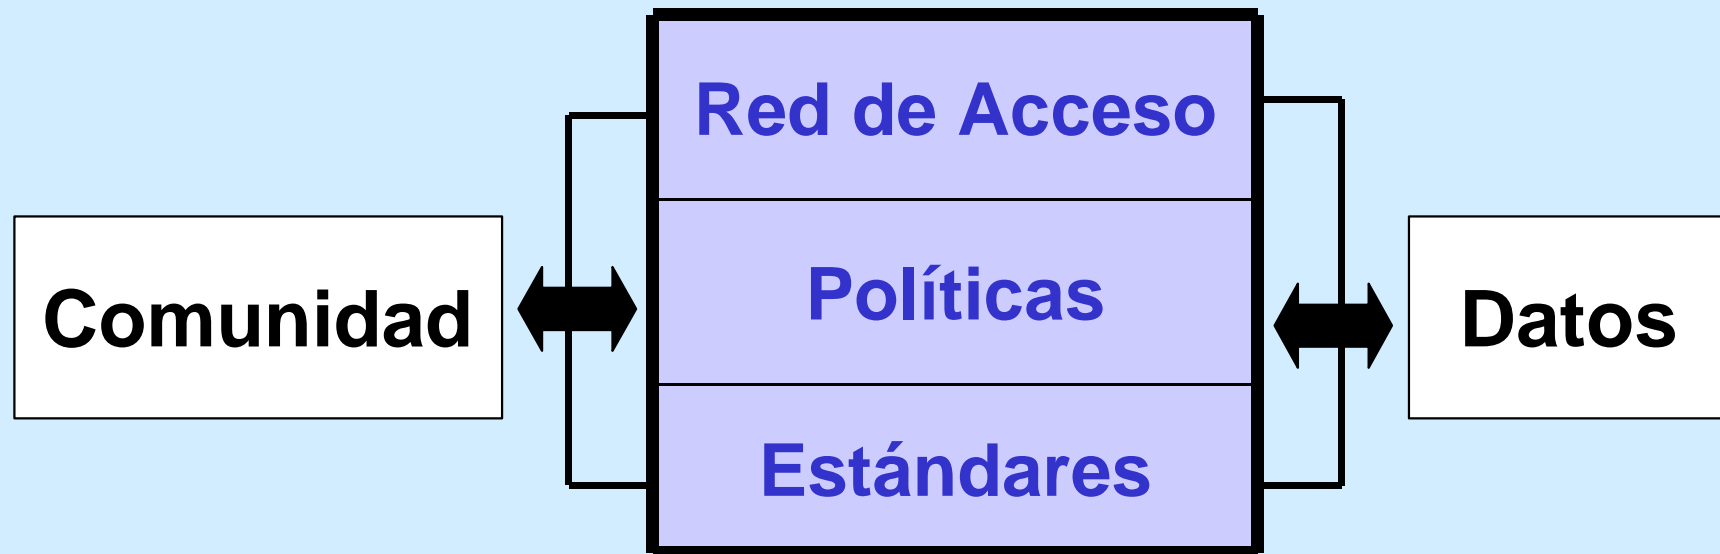 Red de Acceso
Comunidad
Políticas
Datos
Estándares